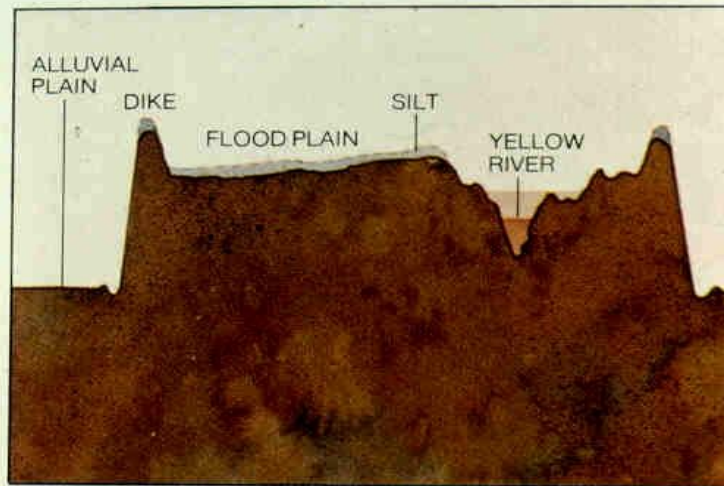 ALLUVIAL
PLAIN
DIKE
FLOOD PLAIN
SILT
YELLOW
RIVER